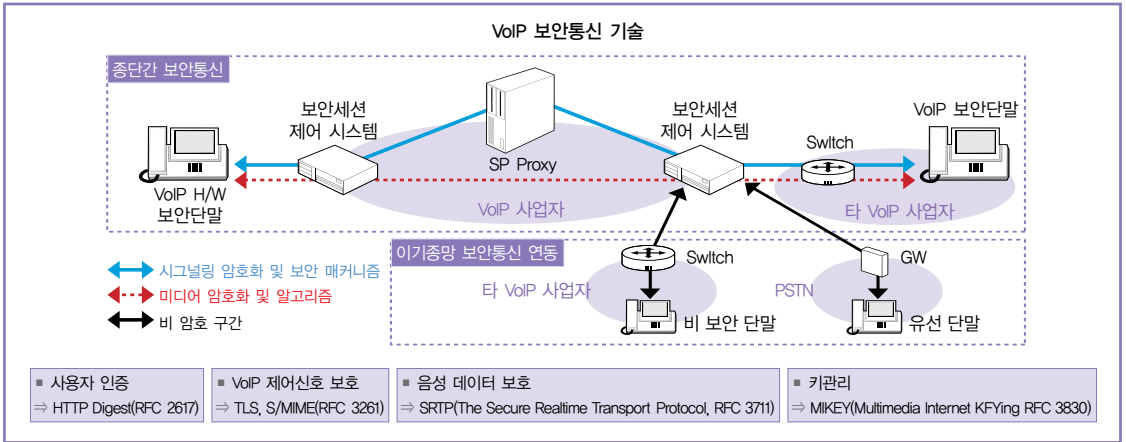 VoIP 보안통신 기술
종단간 보안통신
보안세션
제어 시스템
보안세션
제어 시스템
VoIP 보안단말
Swltch
SP Proxy
VoIP H/W
보안단말
VoIP 사업자
타 VoIP 사업자
이기종망 보안통신 연동
시그널링 암호화 및 보안 매커니즘
미디어 암호화 및 알고리즘
비 암호 구간
Swltch
타 VoIP 사업자
비 보안 단말
GW
PSTN
유선 단말
■ 사용자 인증
⇒ HTTP Digest(RFC 2617)
■ VoIP 제어신호 보호
⇒ TLS, S/MIME(RFC 3261)
■ 음성 데이터 보호
⇒ SRTP(The Secure Realtime Transport Protocol, RFC 3711)
■ 키관리
⇒ MIKEY(Multimedia Internet KFYing RFC 3830)